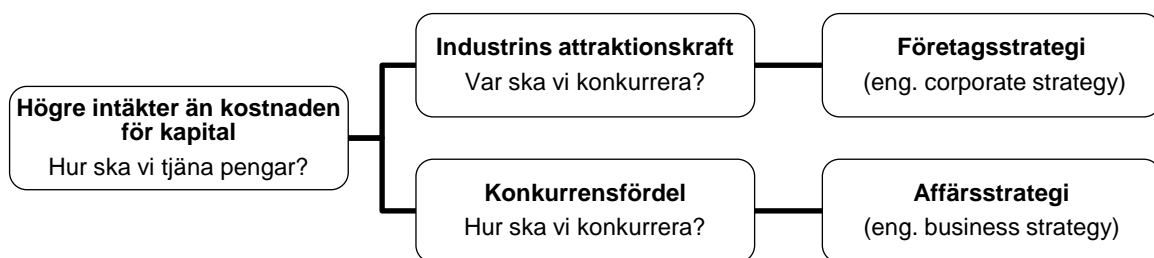 Högre intäkter än kostnaden
för kapital
Hur ska vi tjäna pengar?
Industrins attraktionskraft
Var ska vi konkurrera?
Företagsstrategi
(eng. corporate strategy)
Konkurrensfördel
Hur ska vi konkurrera?
Affärsstrategi
(eng. business strategy)